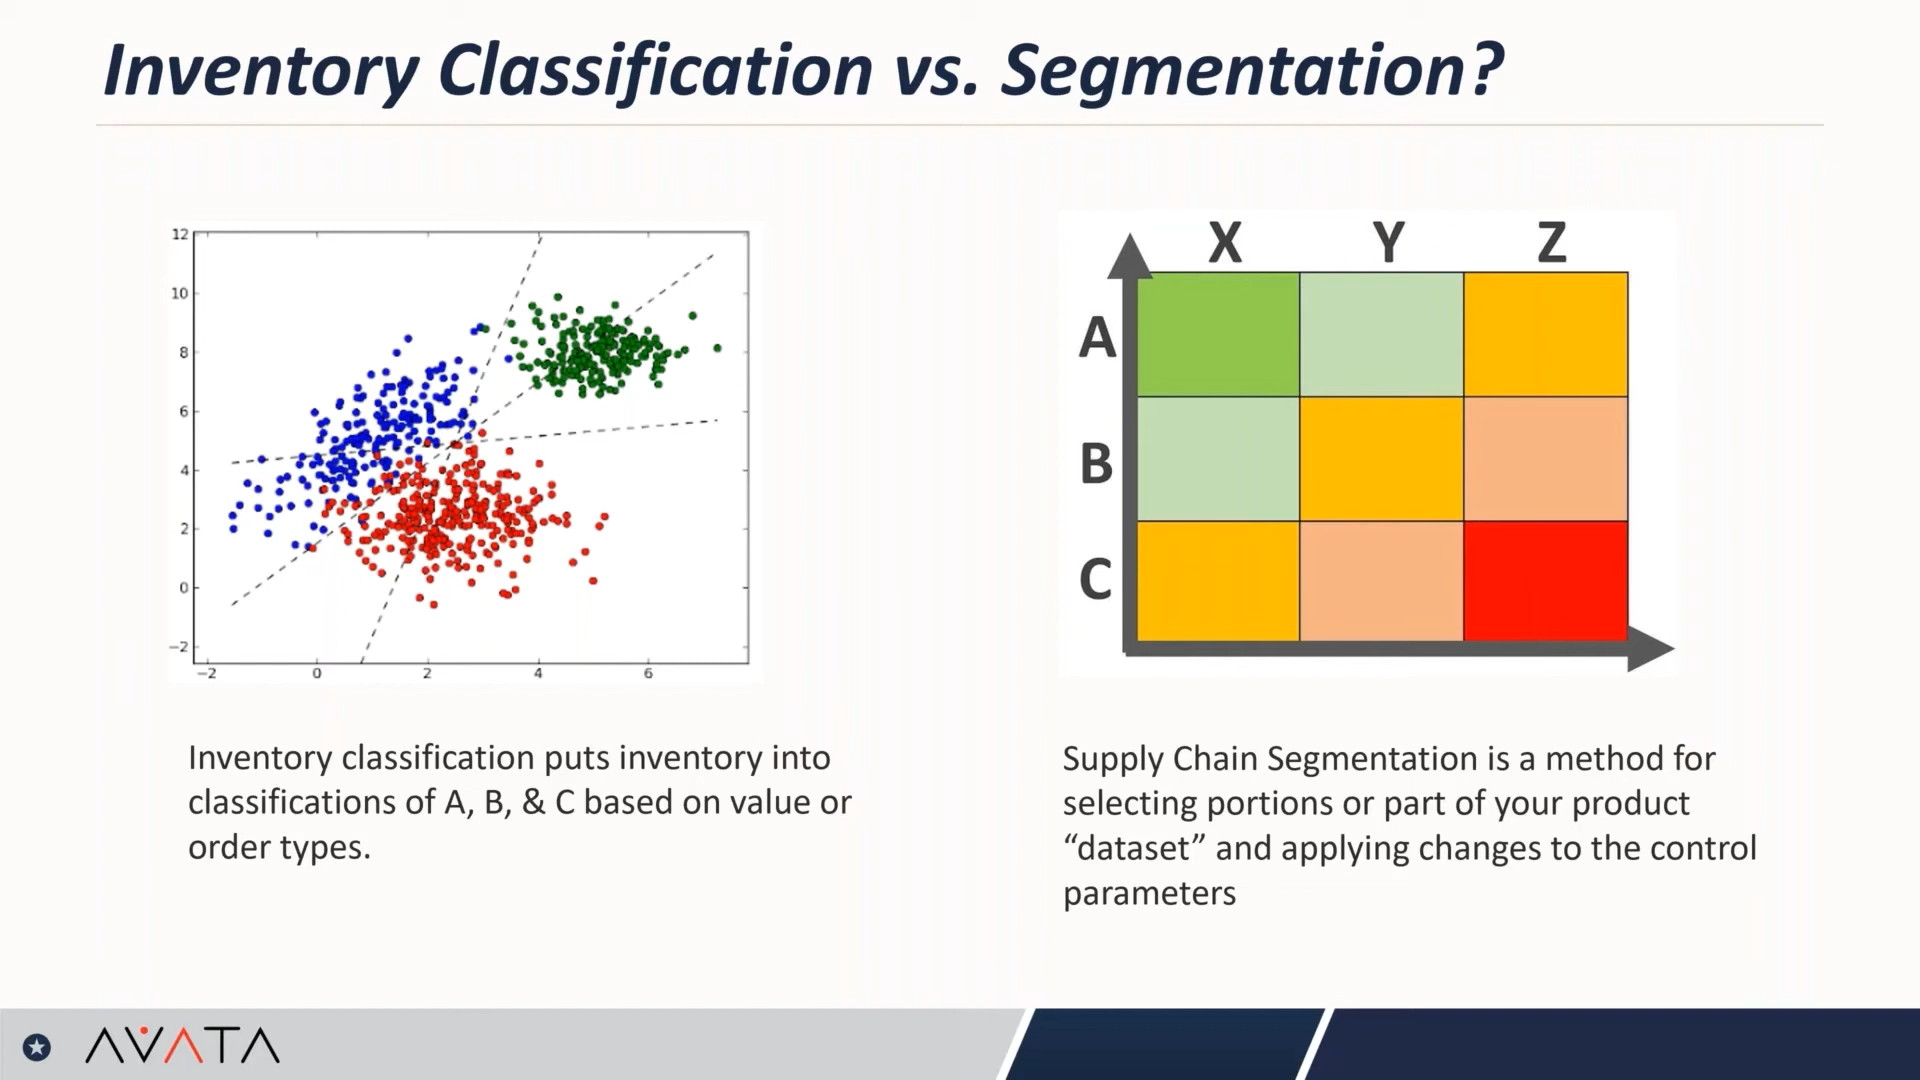 Inventory Classification vs. Segmentation?
12
10
8
6
4
2
0
−2
−2 0 2 4 6
X Y Z
A
B
C
Inventory classification puts inventory into
classifications of A, B, & C based on value or
order types.
Supply Chain Segmentation is a method for
selecting portions or part of your product
“dataset” and applying changes to the control
parameters
AVATA